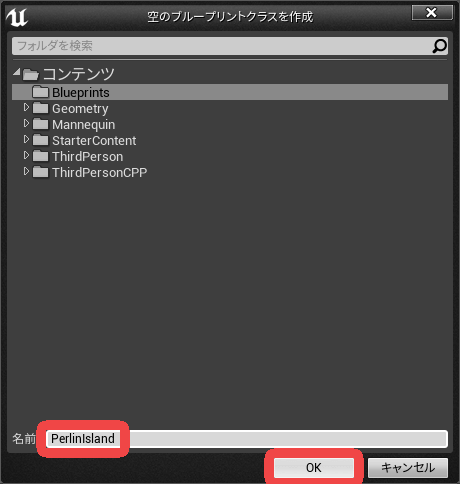 空のブループリントクラスを作成
フォルダを検索
コンテンツ
Blueprints
Geometry
Mannequin
StarterContent
ThirdPerson
ThirdPersonCPP
名前 PerlinIsland
OK キャンセル